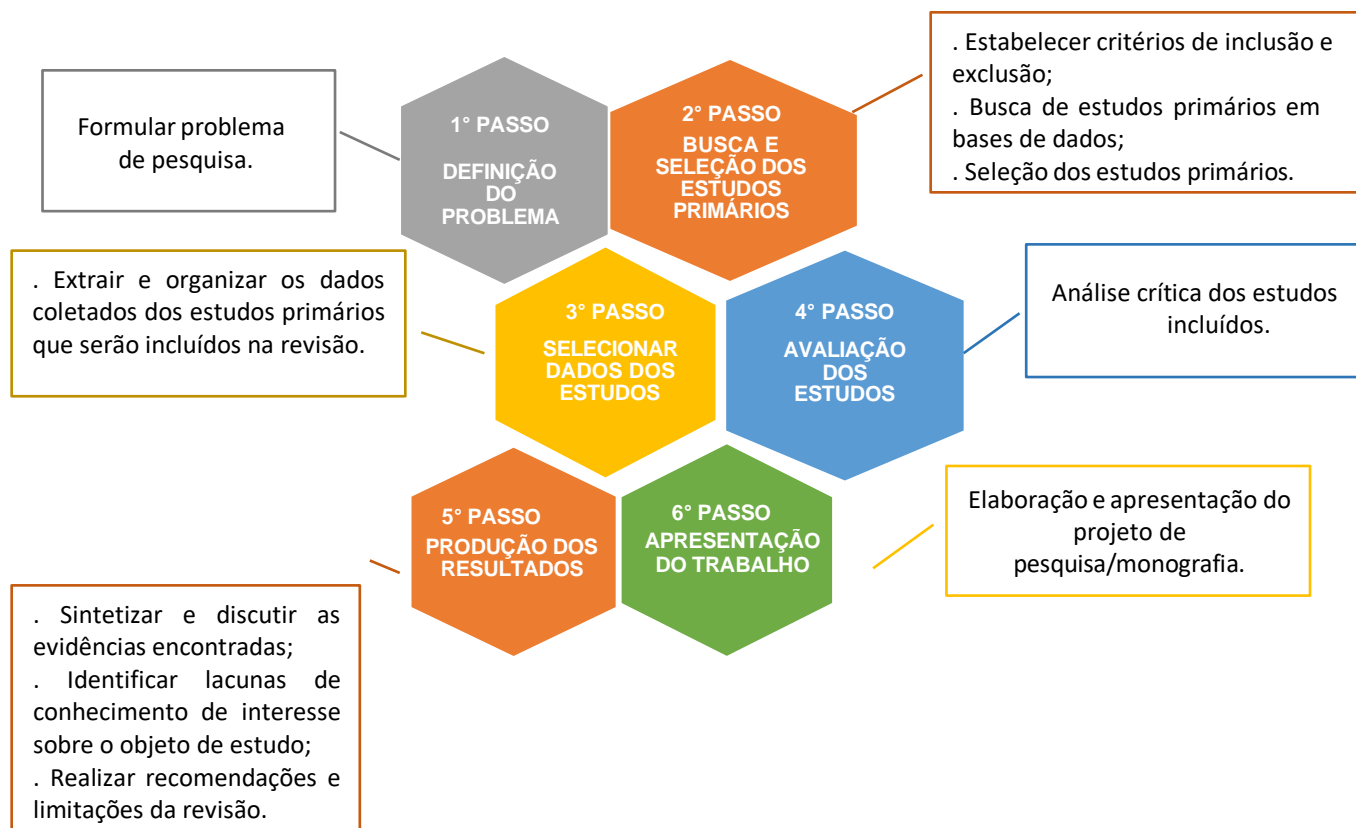 Formular problema
de pesquisa.
1° PASSO
DEFINIÇÃO
DO
PROBLEMA
2° PASSO
BUSCA E
SELEÇÃO DOS
ESTUDOS
PRIMÁRIOS
. Estabelecer critérios de inclusão e
exclusão;
. Busca de estudos primários em
bases de dados;
. Seleção dos estudos primários.
. Extrair e organizar os dados
coletados dos estudos primários
que serão incluídos na revisão.
3° PASSO
SELECIONAR
DADOS DOS
ESTUDOS
4° PASSO
AVALIAÇÃO
DOS
ESTUDOS
Análise crítica dos estudos
incluídos.
5° PASSO
PRODUÇÃO DOS
RESULTADOS
6° PASSO
APRESENTAÇÃO
DO TRABALHO
Elaboração e apresentação do
projeto de
pesquisa/monografia.
. Sintetizar e discutir as
evidências encontradas;
. Identificar lacunas de
conhecimento de interesse
sobre o objeto de estudo;
. Realizar recomendações e
limitações da revisão.